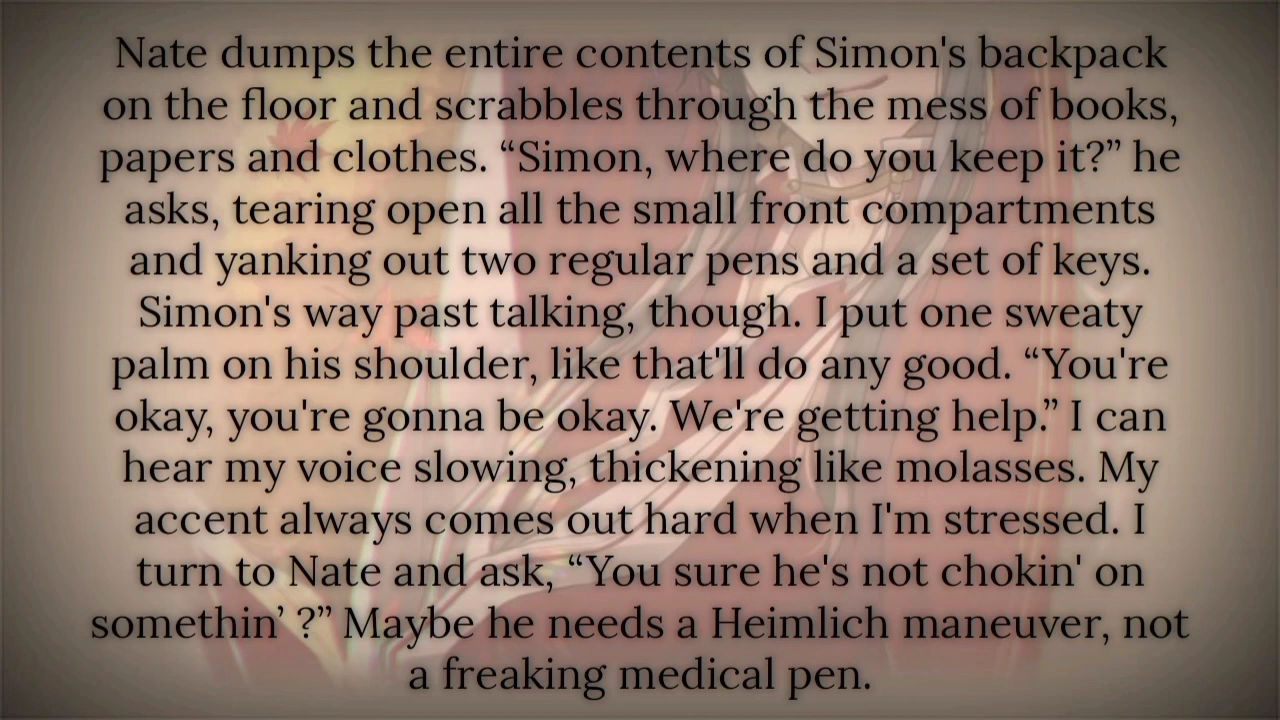 Nate dumps the entire contents of Simon's backpack
on the floor and scrabbles through the mess of books,
papers and clothes. “Simon, where do you keep it?” he
asks, tearing open all the small front compartments
and yanking out two regular pens and a set of keys.
Simon's way past talking, though. I put one sweaty
palm on his shoulder, like that'll do any good. “You're
okay, you're gonna be okay. We're getting help.” I can
hear my voice slowing, thickening like molasses. My
accent always comes out hard when I'm stressed. I
turn to Nate and ask, “You sure he's not chokin' on
somethin’ ?” Maybe he needs a Heimlich maneuver, not
a freaking medical pen.